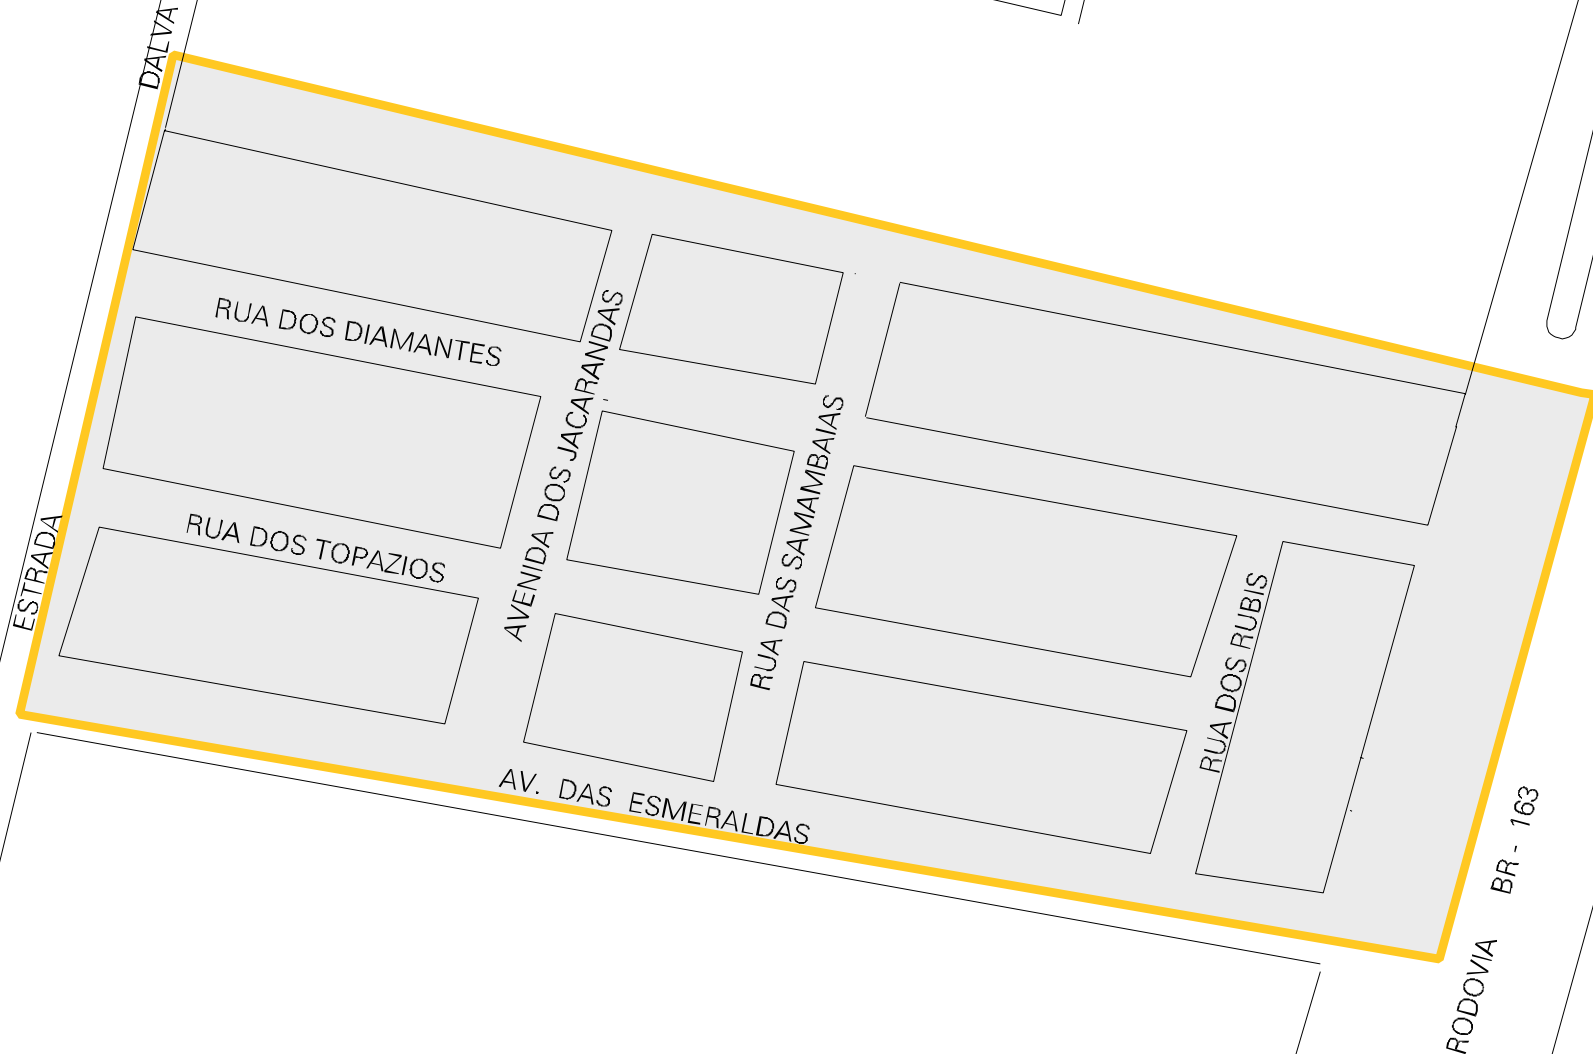 ESTRADA DALVA
RUA DOS DIAMANTES
RUA DOS TOPAZIOS
AVENIDA DOS JACARANDAS
RUA DAS SAMAMBAIAS
RUA DOS RUBIS
AV. DAS ESMERALDAS
RODOVIA BR - 163